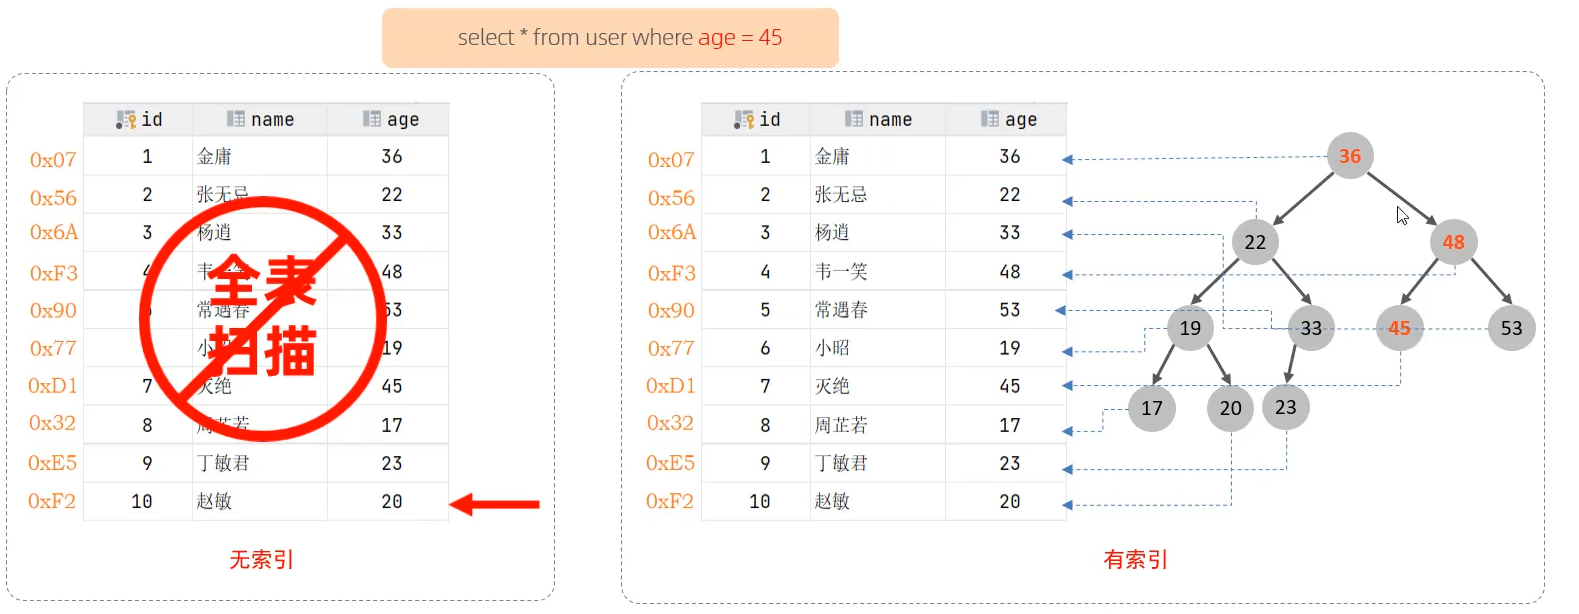 select * from user where age = 45
id name age
0x07 1 金庸 36
0x56 2 张无忌 22
0x6A 3 杨逍 33
0xF3 4 韦一笑 48
0x90 5 常遇春 53
0x77 小昭 19
0xD1 7 灭绝 45
0x32 8 周芷若 17
0xE5 9 丁敏君 23
0xF2 10 赵敏 20
全表
扫描
无索引
id name age
0x07 1 金庸 36
0x56 2 张无忌 22
0x6A 3 杨逍 33
0xF3 4 韦一笑 48
0x90 5 常遇春 53
0x77 6 小昭 19
0xD1 7 灭绝 45
0x32 8 周芷若 17
0xE5 9 丁敏君 23
0xF2 10 赵敏 20
36
22 48
19 33 45 53
17 20 23
有索引